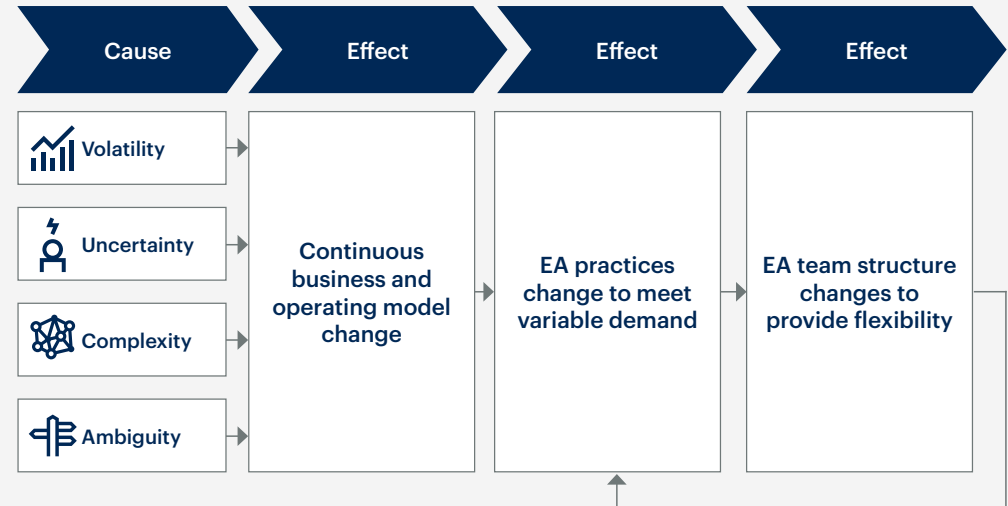 Cause
Effect
Effect
Effect
Volatility
Uncertainty
Complexity
Ambiguity
Continuous
business and
operating model
change
EA practices
change to meet
variable demand
EA team structure
changes to
provide flexibility